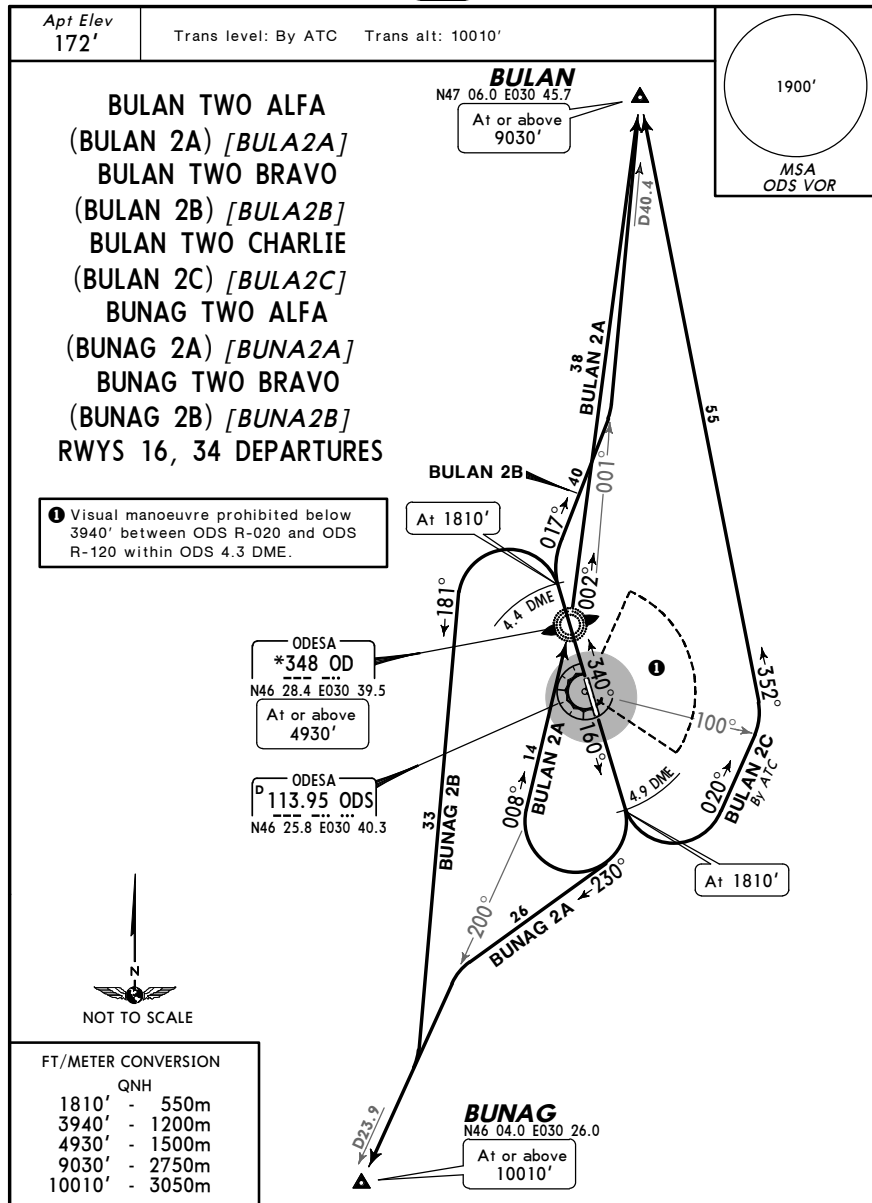 Apt Elev
172'
Trans level: By ATC Trans alt: 10010'
1900'
MSA
ODS VOR
BULAN
N47 06.0 E030 45.7
At or above
9030'
BULAN TWO ALFA
(BULAN 2A) [BULA2A]
BULAN TWO BRAVO
(BULAN 2B) [BULA2B]
BULAN TWO CHARLIE
(BULAN 2C) [BULA2C]
BUNAG TWO ALFA
(BUNAG 2A) [BUNA2A]
BUNAG TWO BRAVO
(BUNAG 2B) [BUNA2B]
RWYS 16, 34 DEPARTURES
1 Visual manoeuvre prohibited below
3940' between ODS R-020 and ODS
R-120 within ODS 4.3 DME.
D40.4
38
BULAN 2A
55
BULAN 2B
40
001°
017°
At 1810'
002°
181°
4.4 DME
ODESA
*348 OD
N46 28.4 E030 39.5
At or above
4930'
1
340°
160°
352°
100°
ODESA
D 113.95 ODS
N46 25.8 E030 40.3
14
BULAN 2A
008°
33
BUNAG 2B
4.9 DME
020°
BULAN 2C
By ATC
At 1810'
230°
200°
26
BUNAG 2A
N
NOT TO SCALE
FT/METER CONVERSION
QNH
1810' - 550m
3940' - 1200m
4930' - 1500m
9030' - 2750m
10010' - 3050m
D23.9
BUNAG
N46 04.0 E030 26.0
At or above
10010'